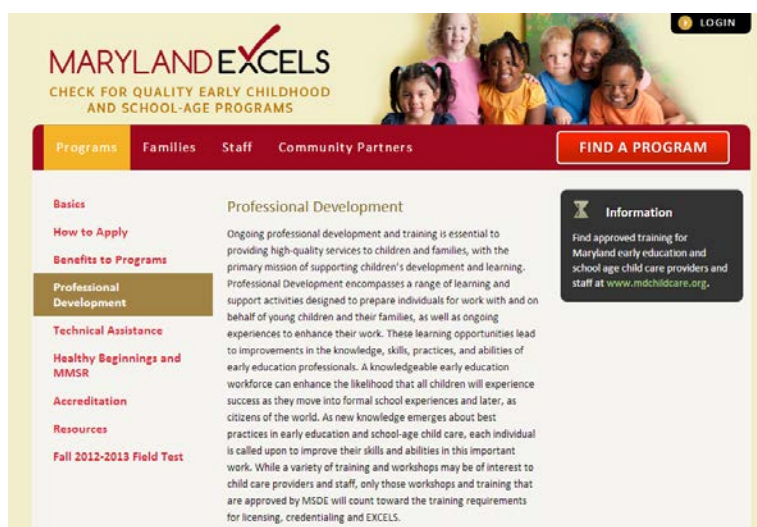 LOGIN
MARYLAND EXCELS
CHECK FOR QUALITY EARLY CHILDHOOD
AND SCHOOL-AGE PROGRAMS
Programs Families Staff Community Partners FIND A PROGRAM
Basics
How to Apply
Benefits to Programs
Professional
Development
Technical Assistance
Healthy Beginnings and
MMSR
Accreditation
Resources
Fall 2012-2013 Field Test
Professional Development
Ongoing professional development and training is essential to
providing high-quality services to children and families, with the
primary mission of supporting children's development and learning.
Professional Development encompasses a range of learning and
support activities designed to prepare individuals for work with and on
behalf of young children and their families, as well as ongoing
experiences to enhance their work. These learning opportunities lead
to improvements in the knowledge, skills, practices, and abilities of
early education professionals. A knowledgeable early education
workforce can enhance the likelihood that all children will experience
success as they move into formal school experiences and later, as
citizens of the world. As new knowledge emerges about best
practices in early education and school-age child care, each individual
is called upon to improve their skills and abilities in this important
work. While a variety of training and workshops may be of interest to
child care providers and staff, only those workshops and training that
are approved by MSDE will count toward the training requirements
for licensing, credentialing and EXCELS.
Information
Find approved training for
Maryland early education and
school age child care providers and
staff at www.mdchildcare.org.